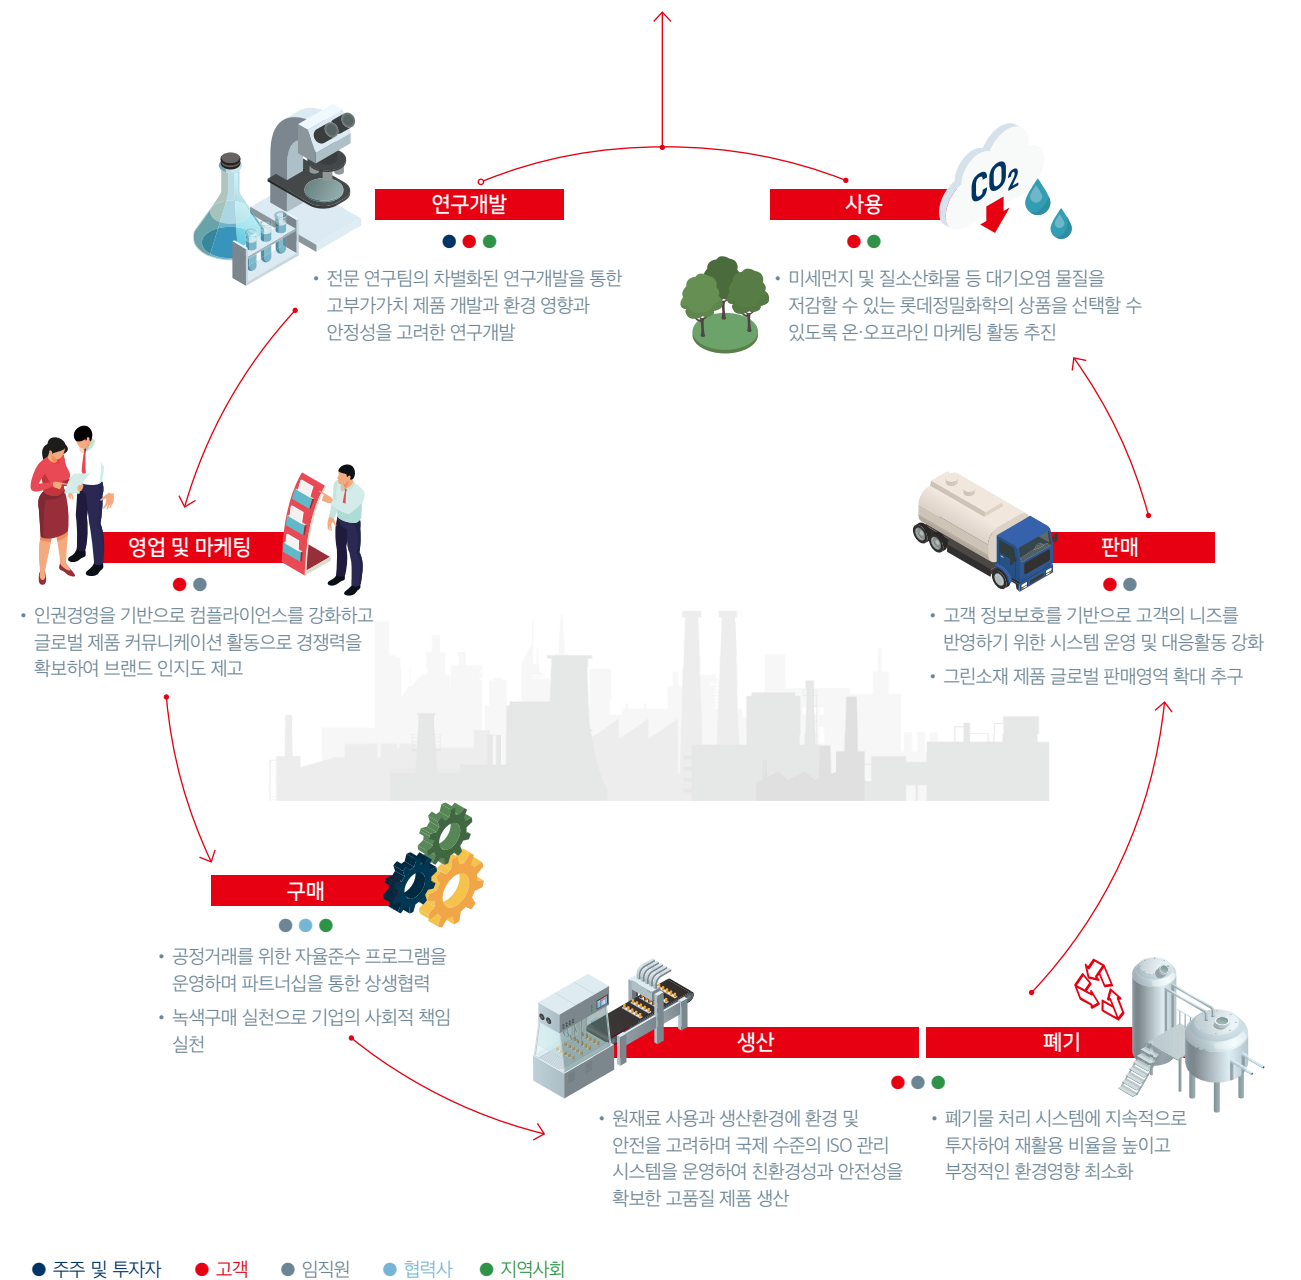 연구개발
• 전문 연구팀의 차별화된 연구개발을 통한
고부가가치 제품 개발과 환경 영향과
안정성을 고려한 연구개발
사용
CO2
• 미세먼지 및 질소산화물 등 대기오염 물질을
저감할 수 있는 롯데정밀화학의 상품을 선택할 수
있도록 온·오프라인 마케팅 활동 추진
영업 및 마케팅
• 인권경영을 기반으로 컴플라이언스를 강화하고
글로벌 제품 커뮤니케이션 활동으로 경쟁력을
확보하여 브랜드 인지도 제고
판매
• 고객 정보보호를 기반으로 고객의 니즈를
반영하기 위한 시스템 운영 및 대응활동 강화
• 그린소재 제품 글로벌 판매영역 확대 추구
구매
• 공정거래를 위한 자율준수 프로그램을
운영하며 파트너십을 통한 상생협력
• 녹색구매 실천으로 기업의 사회적 책임
실천
생산
• 원재료 사용과 생산환경에 환경 및
안전을 고려하며 국제 수준의 ISO 관리
시스템을 운영하여 친환경성과 안전성을
확보한 고품질 제품 생산
폐기
• 폐기물 처리 시스템에 지속적으로
투자하여 재활용 비율을 높이고
부정적인 환경영향 최소화
주주 및 투자자 고객 임직원 협력사 지역사회